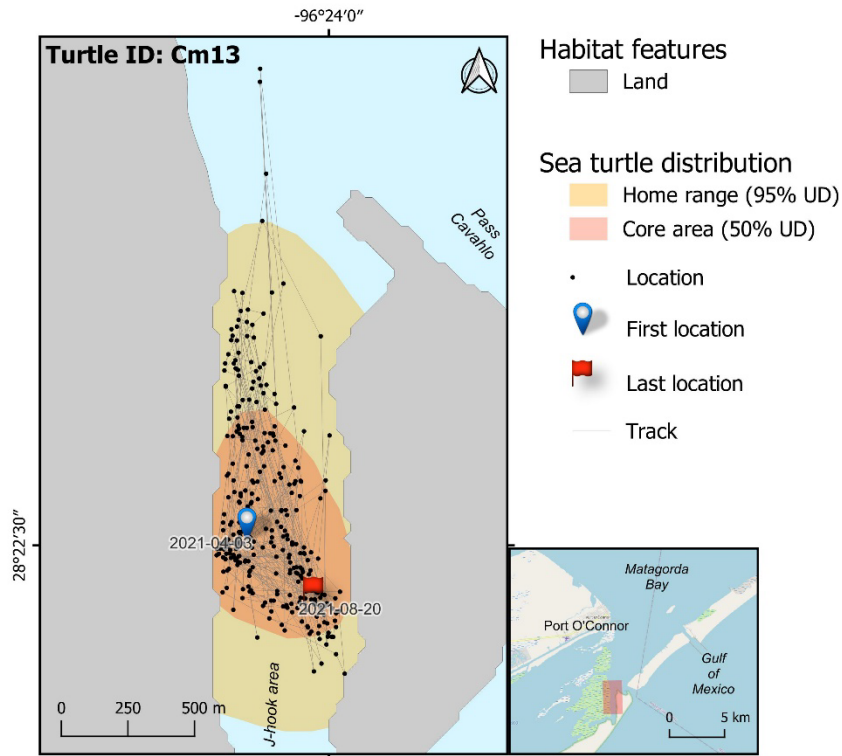 -96°24′0″
Turtle ID: Cm13
Pass
Cavahlo
2021-04-03
28°22′30″
2021-08-20
J-hook area
0 250 500 m
Habitat features
Land
Sea turtle distribution
Home range (95% UD)
Core area (50% UD)
Location
First location
Last location
Track
Matagorda
Bay
Port O'Connor
Gulf
of
Mexico
0 5 km